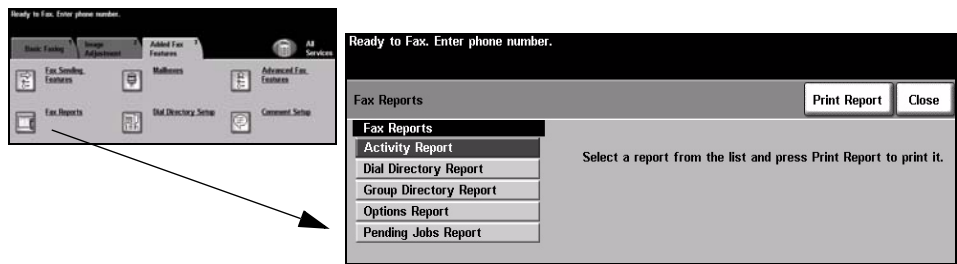 Ready to Fax. Enter phone number.
Basic Faxing
Image Adjustment
Added Fax Features
All Services
Fax Sending Features
Mailboxes
Advanced Fax Features
Fax Reports
Dial Directory Setup
Comment Setup
Ready to Fax. Enter phone number.
Fax Reports
Print Report
Close
Fax Reports
Activity Report
Select a report from the list and press Print Report to print it.
Dial Directory Report
Group Directory Report
Options Report
Pending Jobs Report